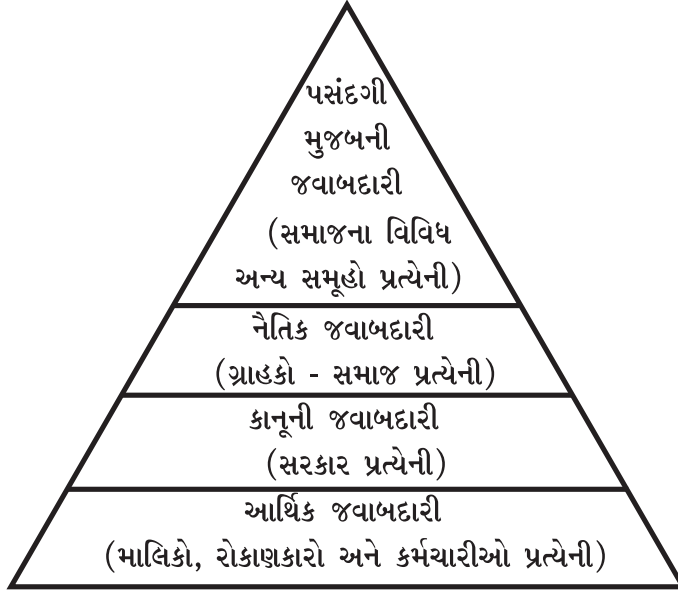 પસંદગી
મુજબની
જવાબદારી
(સમાજના વિવિધ
અન્ય સમૂહો પ્રત્યેની)
નૈતિક જવાબદારી
(ગ્રાહકો - સમાજ પ્રત્યેની)
કાનૂની જવાબદારી
(સરકાર પ્રત્યેની)
આર્થિક જવાબદારી
(માલિકો, રોકાણકારો અને કર્મચારીઓ પ્રત્યેની)